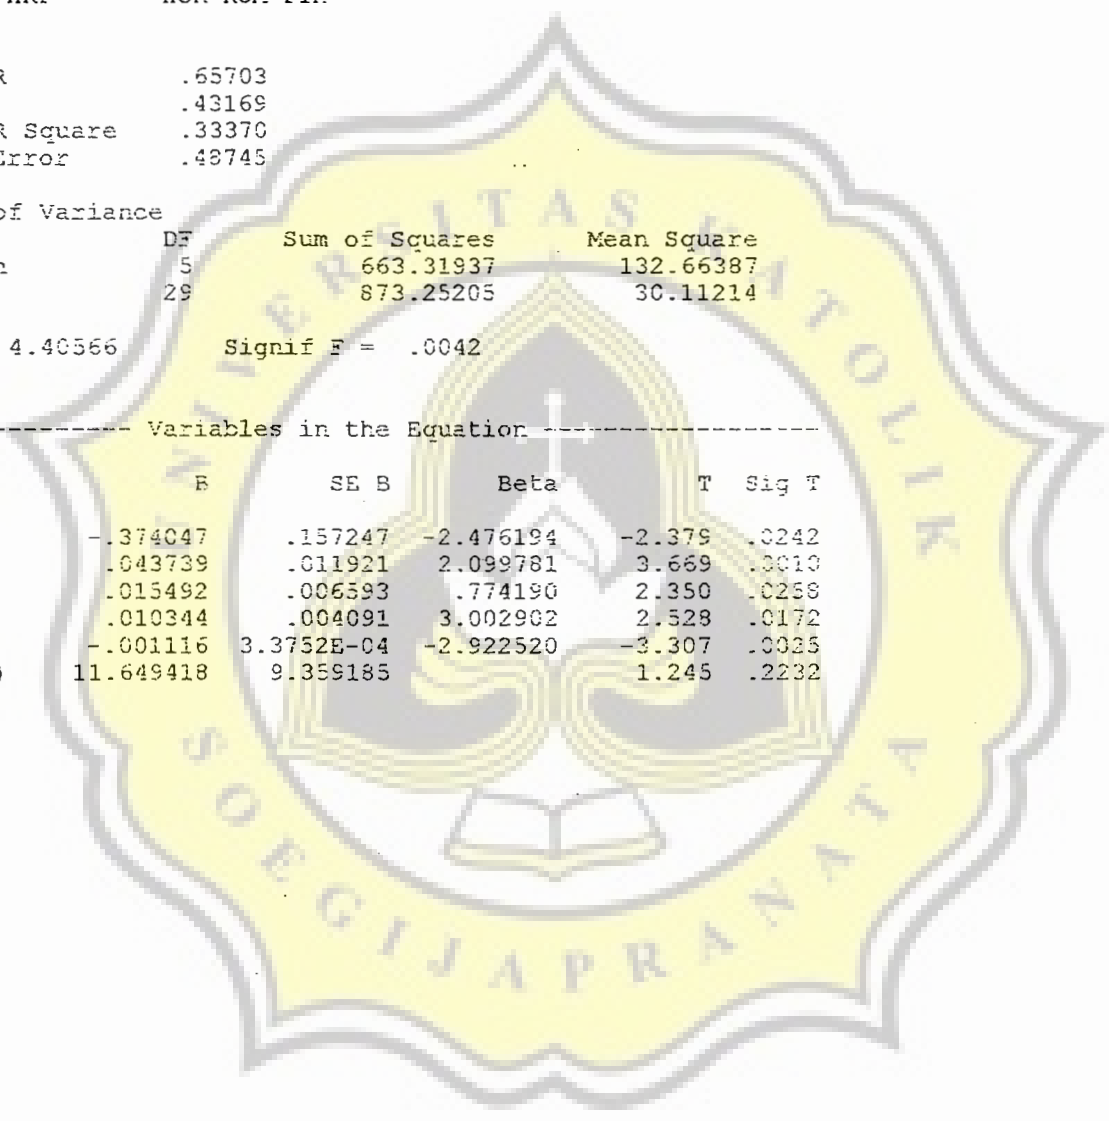 R .65703
.43169
R Square .33370
Error .48745
of Variance
DF Sum of Squares Mean Square
5 663.31937 132.66387
29 873.25205 30.11214
4.40566 Signif F = .0042
--------- Variables in the Equation -------------------
B SE B Beta T Sig T
-.374047 .157247 -2.476194 -2.379 .0242
.043739 .011921 2.099781 3.669 .0010
.015492 .006593 .774190 2.350 .0258
.010344 .004091 3.002902 2.528 .0172
-.001116 3.3752E-04 -2.922520 -3.307 .0025
11.649418 9.359185 1.245 .2232
UNIVERSITAS KATOLIK
SOEGIJAPRANATA